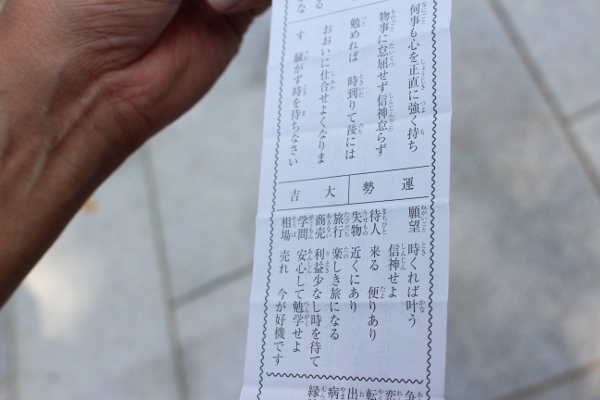 何事も心を正直に強く持ち
物事に怠屈せず信神怠らず
勉めれば　時到りて後には
おおいに仕合せよくなりま
す　騒がず時を待ちなさい
運勢　大吉
願望　時くれば叶う
信神せよ
待人　来る　便りあり
失物　近くにあり
旅行　楽しき旅になる
商売　利益少なし時を待て
学問　安心して勉学せよ
相場　売れ　今が好機です